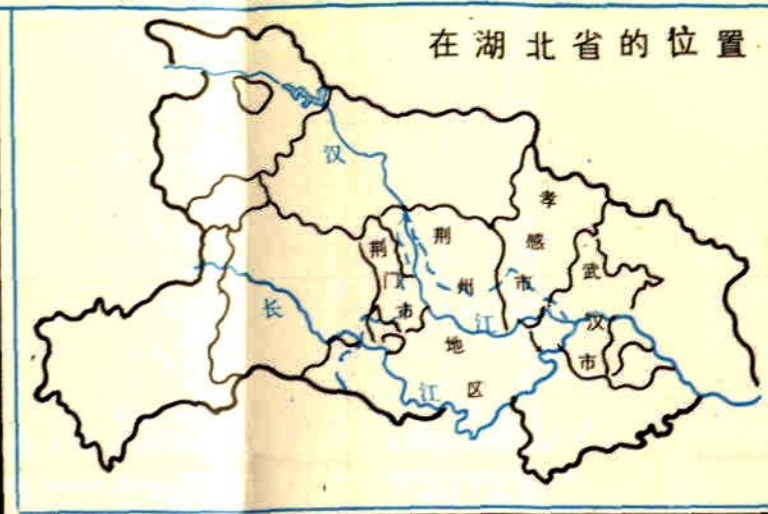 在湖北省的位置
汉江
长江
荆门市
荆州地区
孝感市
武汉市